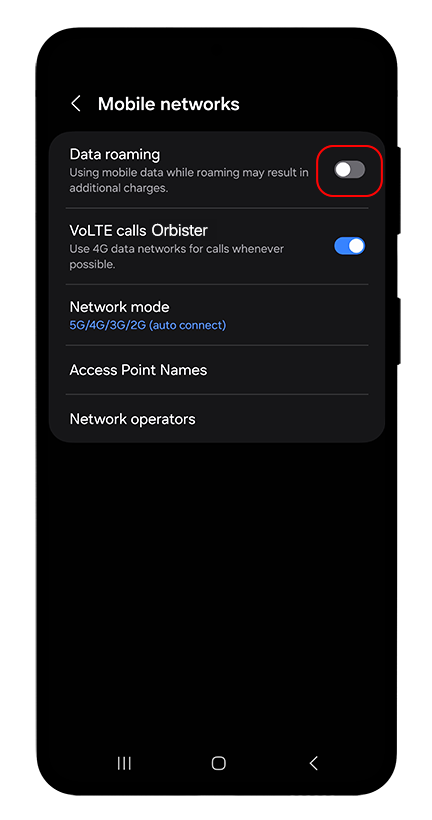 Mobile networks
Data roaming
Using mobile data while roaming may result in
additional charges.
VoLTE calls Orbister
Use 4G data networks for calls whenever
possible.
Network mode
5G/4G/3G/2G (auto connect)
Access Point Names
Network operators